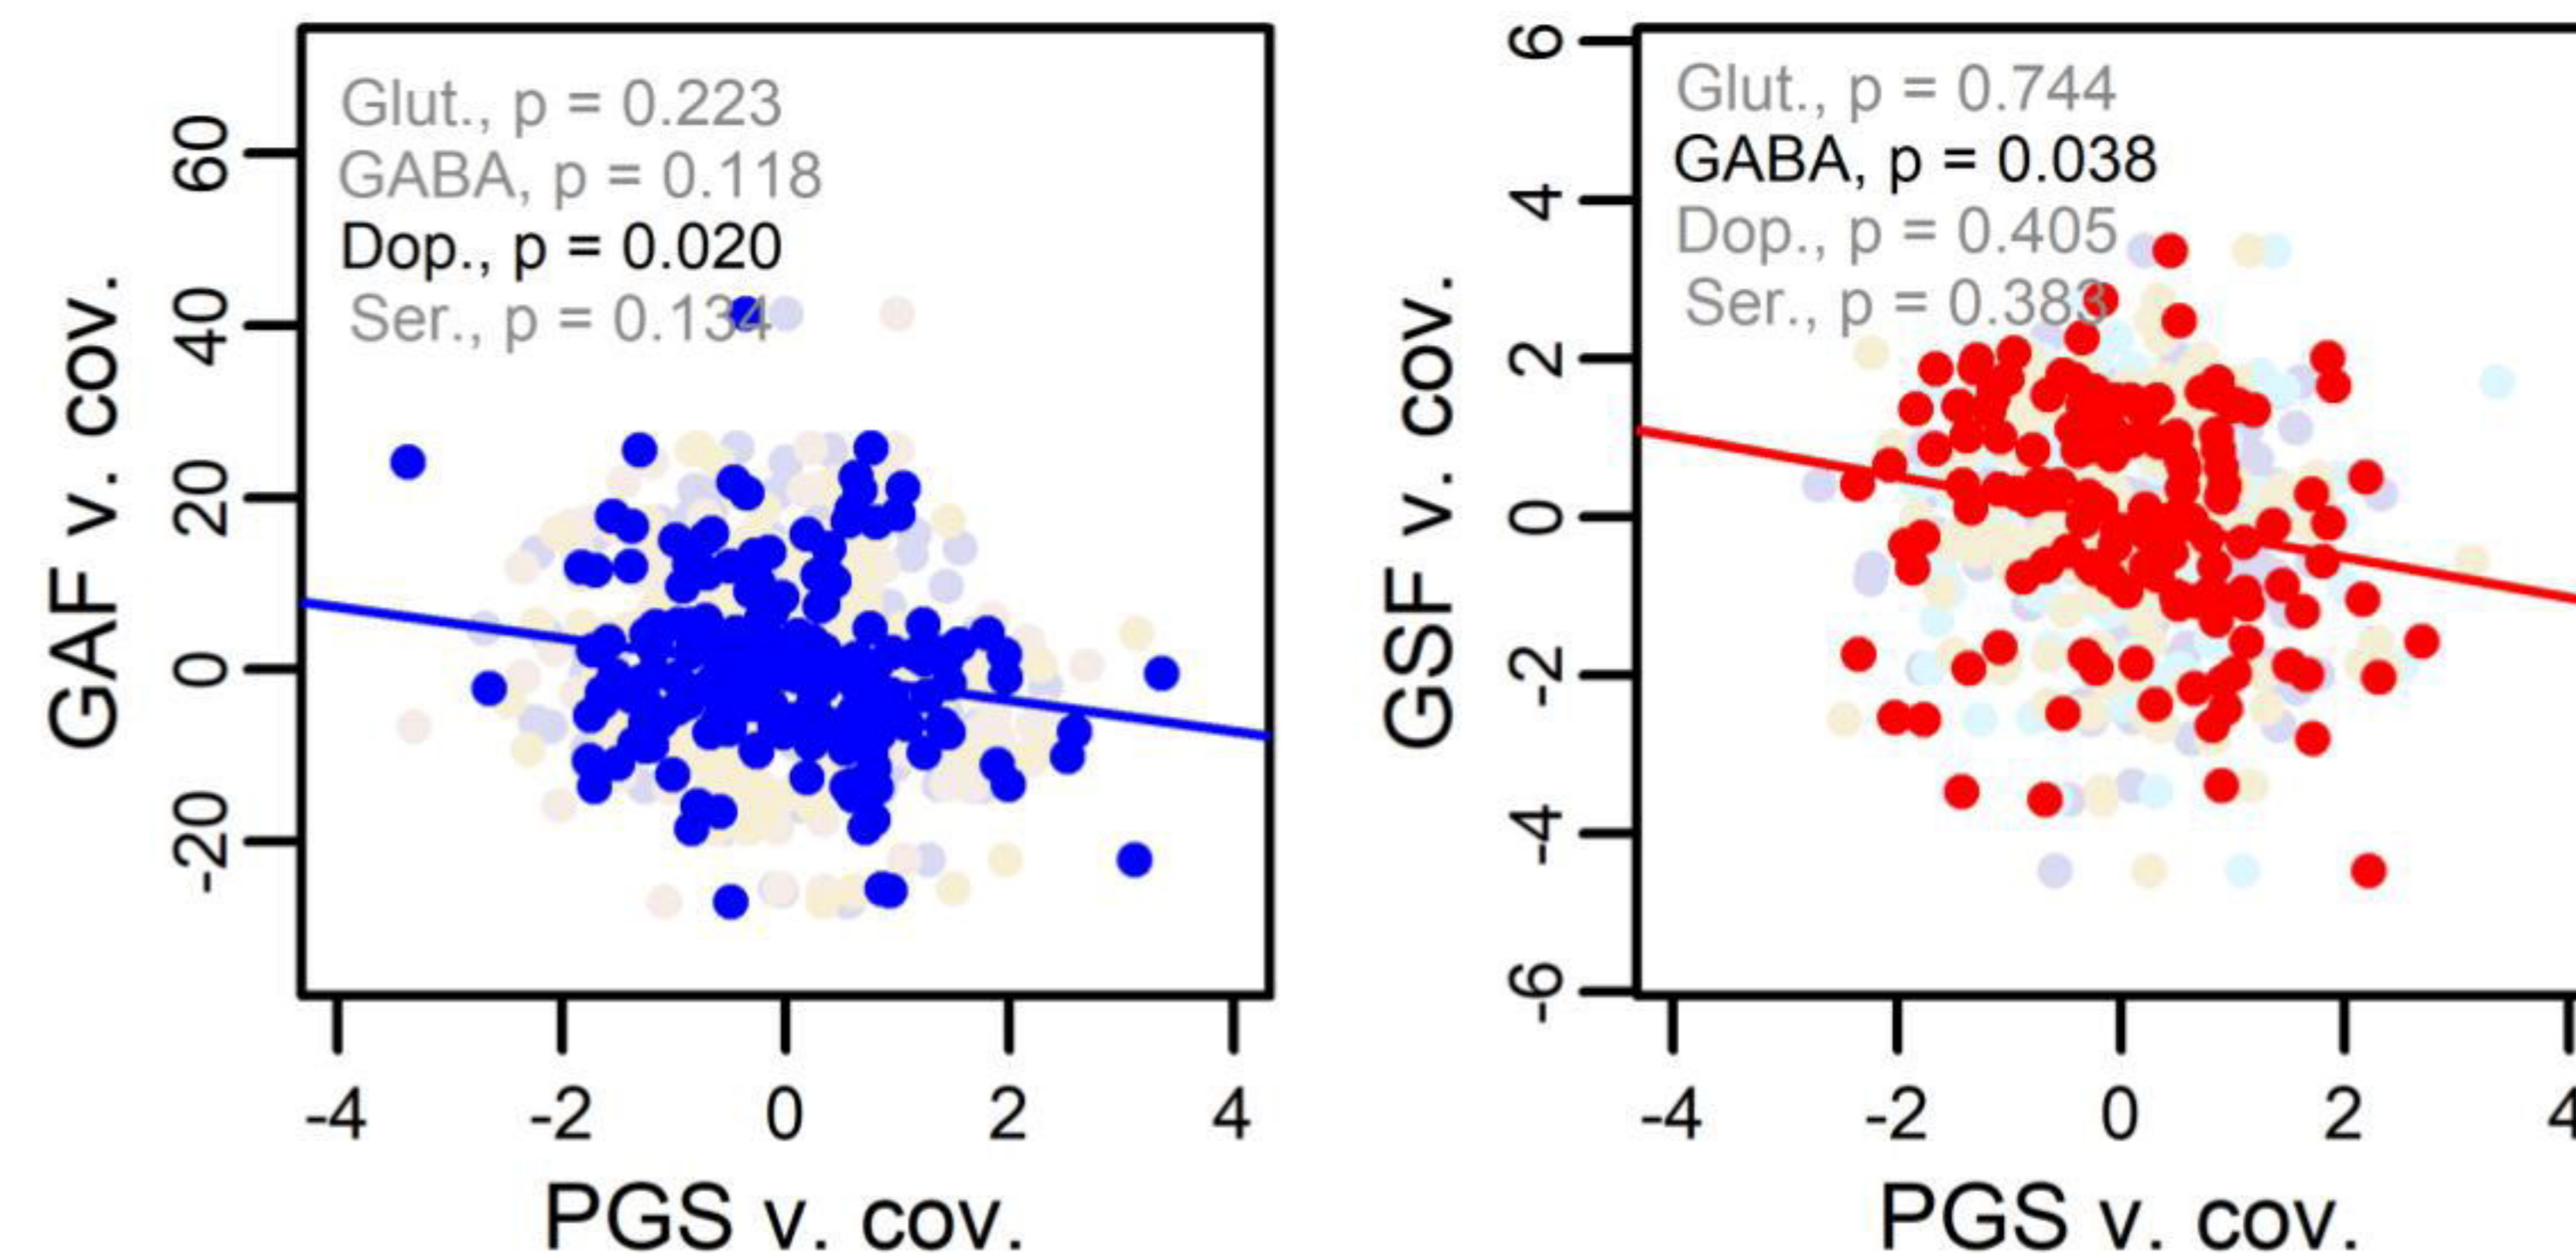 Glut., p = 0.223
GABA, p = 0.118
Dop., p = 0.020
Ser., p = 0.134
60
40
20
0
-20
GAF v. cov.
-4 -2 0 2 4
PGS v. cov.
Glut., p = 0.744
GABA, p = 0.038
Dop., p = 0.405
Ser., p = 0.383
6
4
2
0
-2
-4
-6
GSF v. cov.
-4 -2 0 2 4
PGS v. cov.